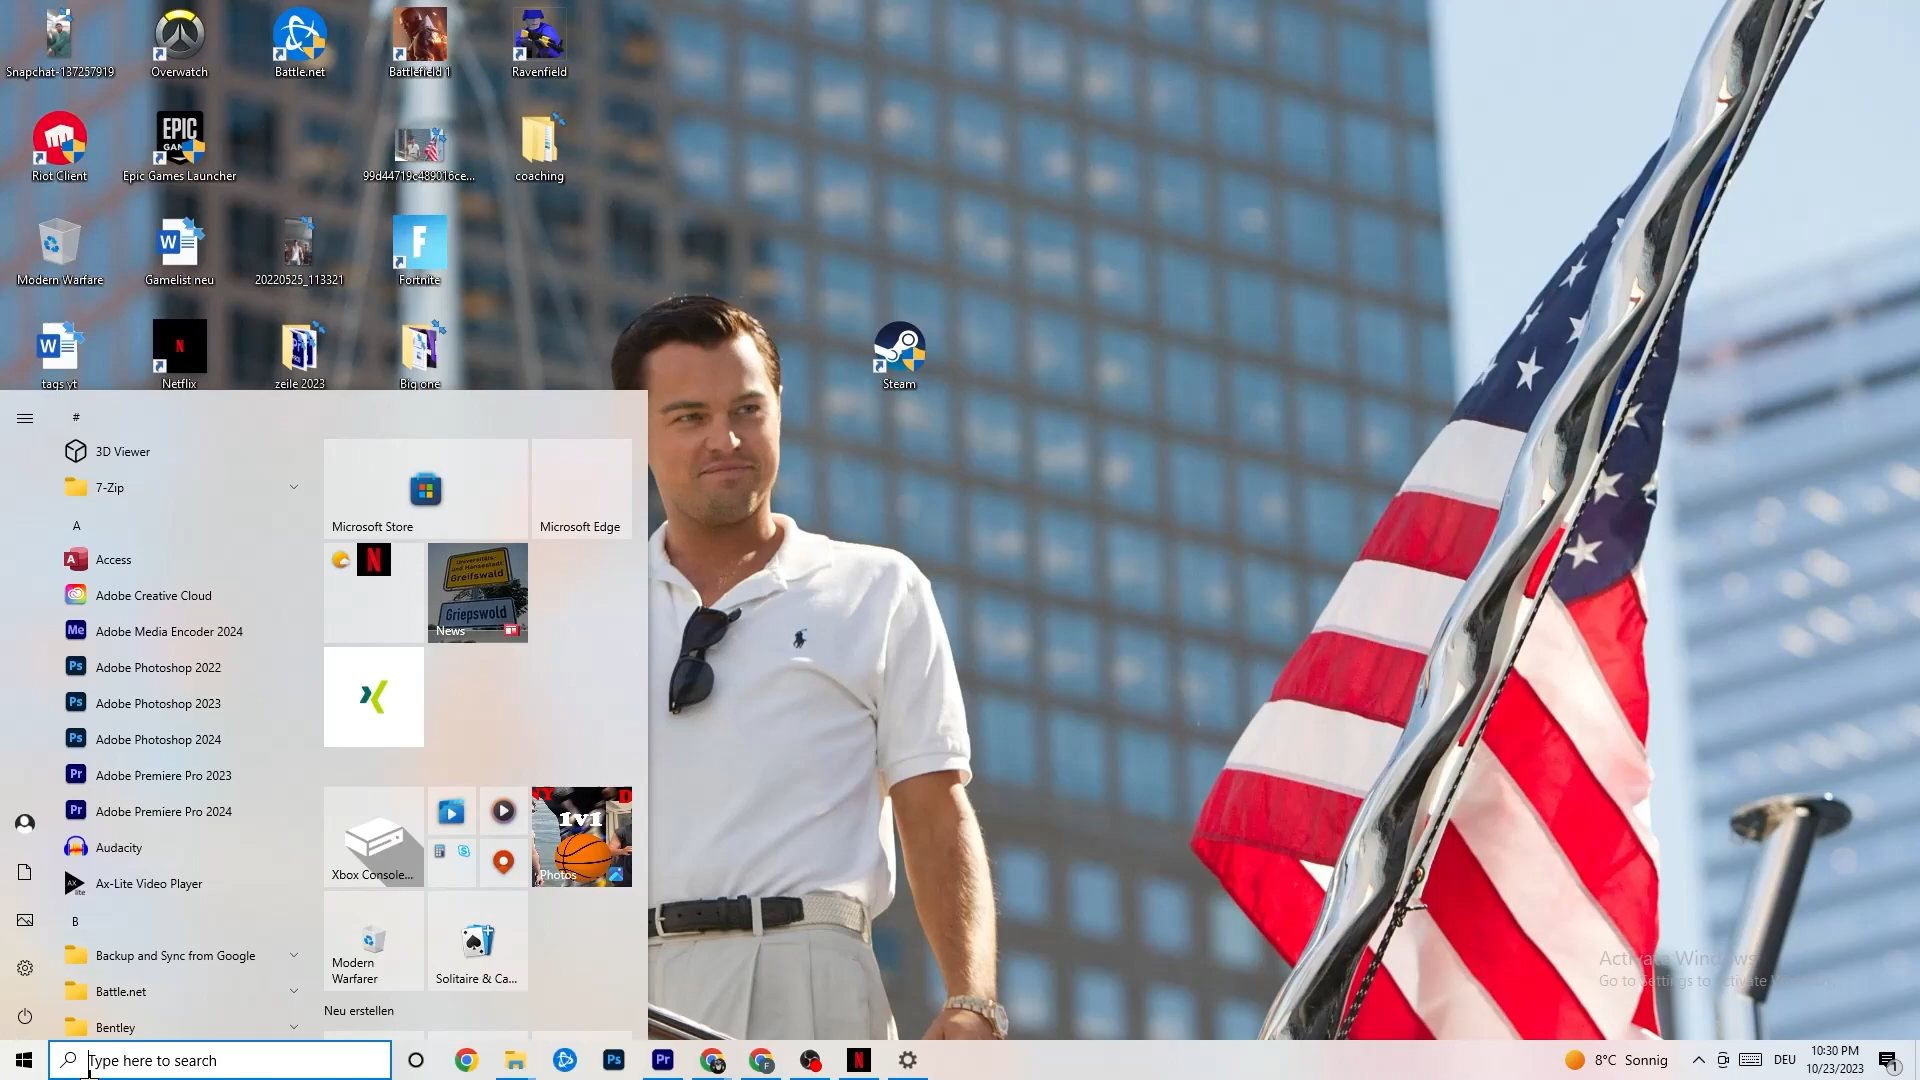 Snapchat-137257919
Overwatch
Battle.net
Battlefield 1
Ravenfield
EPIC
GAM
Riot Client
Epic Games Launcher
99d44719c489016ce...
coaching
Modern Warfare
Gamelist neu
20220525_113321
Fortnite
tags yt
Netflix
zeile 2023
Big one
Steam
#
3D Viewer
7-Zip
A
Access
Adobe Creative Cloud
Adobe Media Encoder 2024
Adobe Photoshop 2022
Adobe Photoshop 2023
Adobe Photoshop 2024
Adobe Premiere Pro 2023
Adobe Premiere Pro 2024
Audacity
Ax-Lite Video Player
B
Backup and Sync from Google
Battle.net
Bentley
Microsoft Store
Microsoft Edge
Universitäts-
und Hansestadt
Greifswald
Griepswold
News
Xbox Console...
1v1
Photos
Modern
Warfarer
Solitaire & Ca...
Neu erstellen
Activate Windows
Go to Settings to activate
Type here to search
8°C Sonnig
DEU
10:30 PM
10/23/2023
1